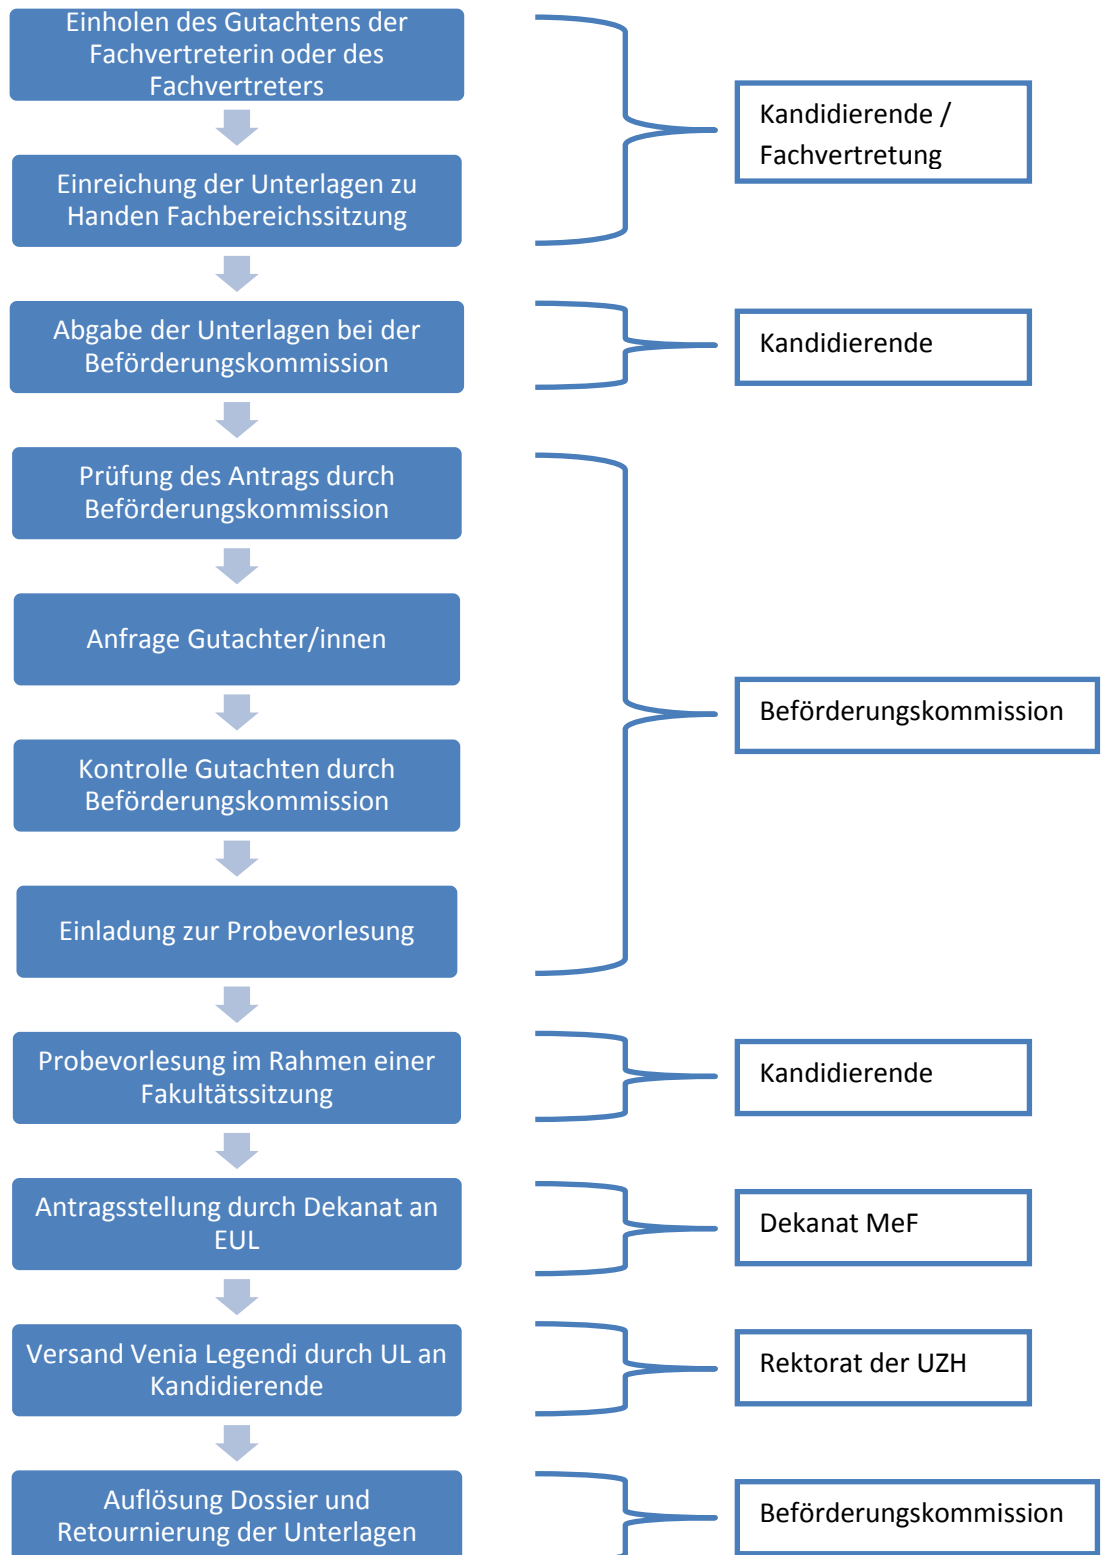 Einholen des Gutachtens der
Fachvertreterin oder des
Fachvertreters
Kandidierende /
Fachvertretung
Einreichung der Unterlagen zu
Handen Fachbereichssitzung
Abgabe der Unterlagen bei der
Beförderungskommission
Kandidierende
Prüfung des Antrags durch
Beförderungskommission
Anfrage Gutachter/innen
Beförderungskommission
Kontrolle Gutachten durch
Beförderungskommission
Einladung zur Probevorlesung
Probevorlesung im Rahmen einer
Fakultätssitzung
Kandidierende
Antragsstellung durch Dekanat an
EUL
Dekanat MeF
Versand Venia Legendi durch UL an
Kandidierende
Rektorat der UZH
Auflösung Dossier und
Retournierung der Unterlagen
Beförderungskommission